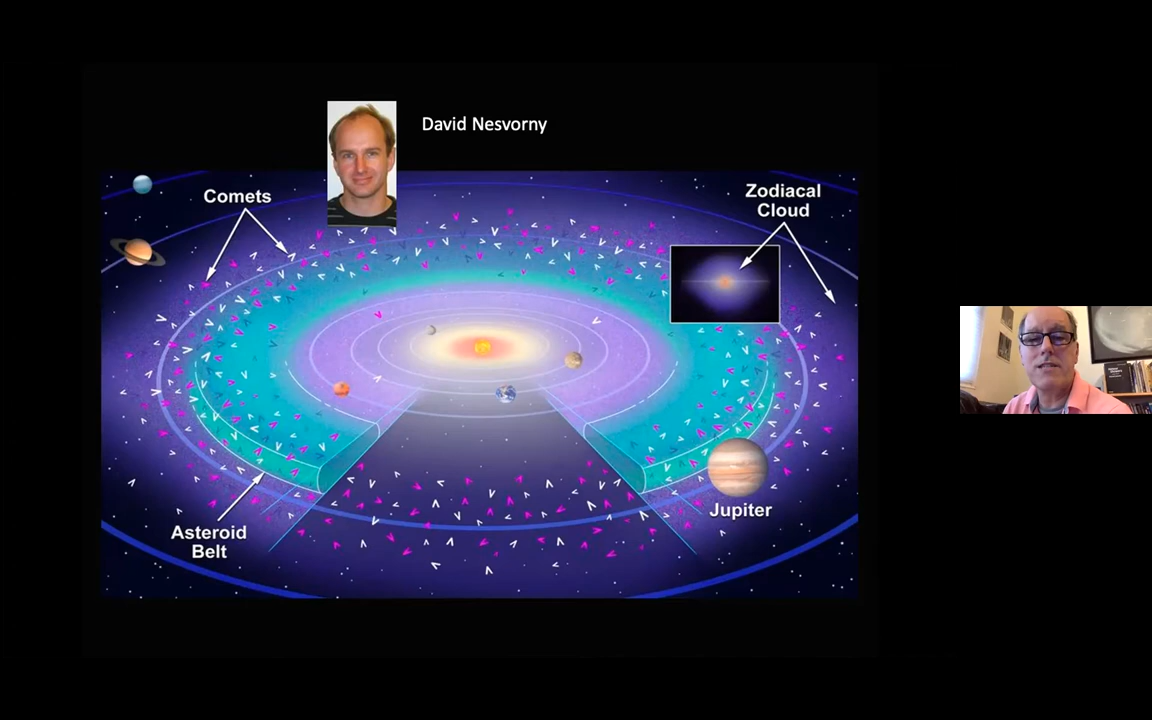 David Nesvorny
Comets
Zodiacal
Cloud
Asteroid
Belt
Jupiter